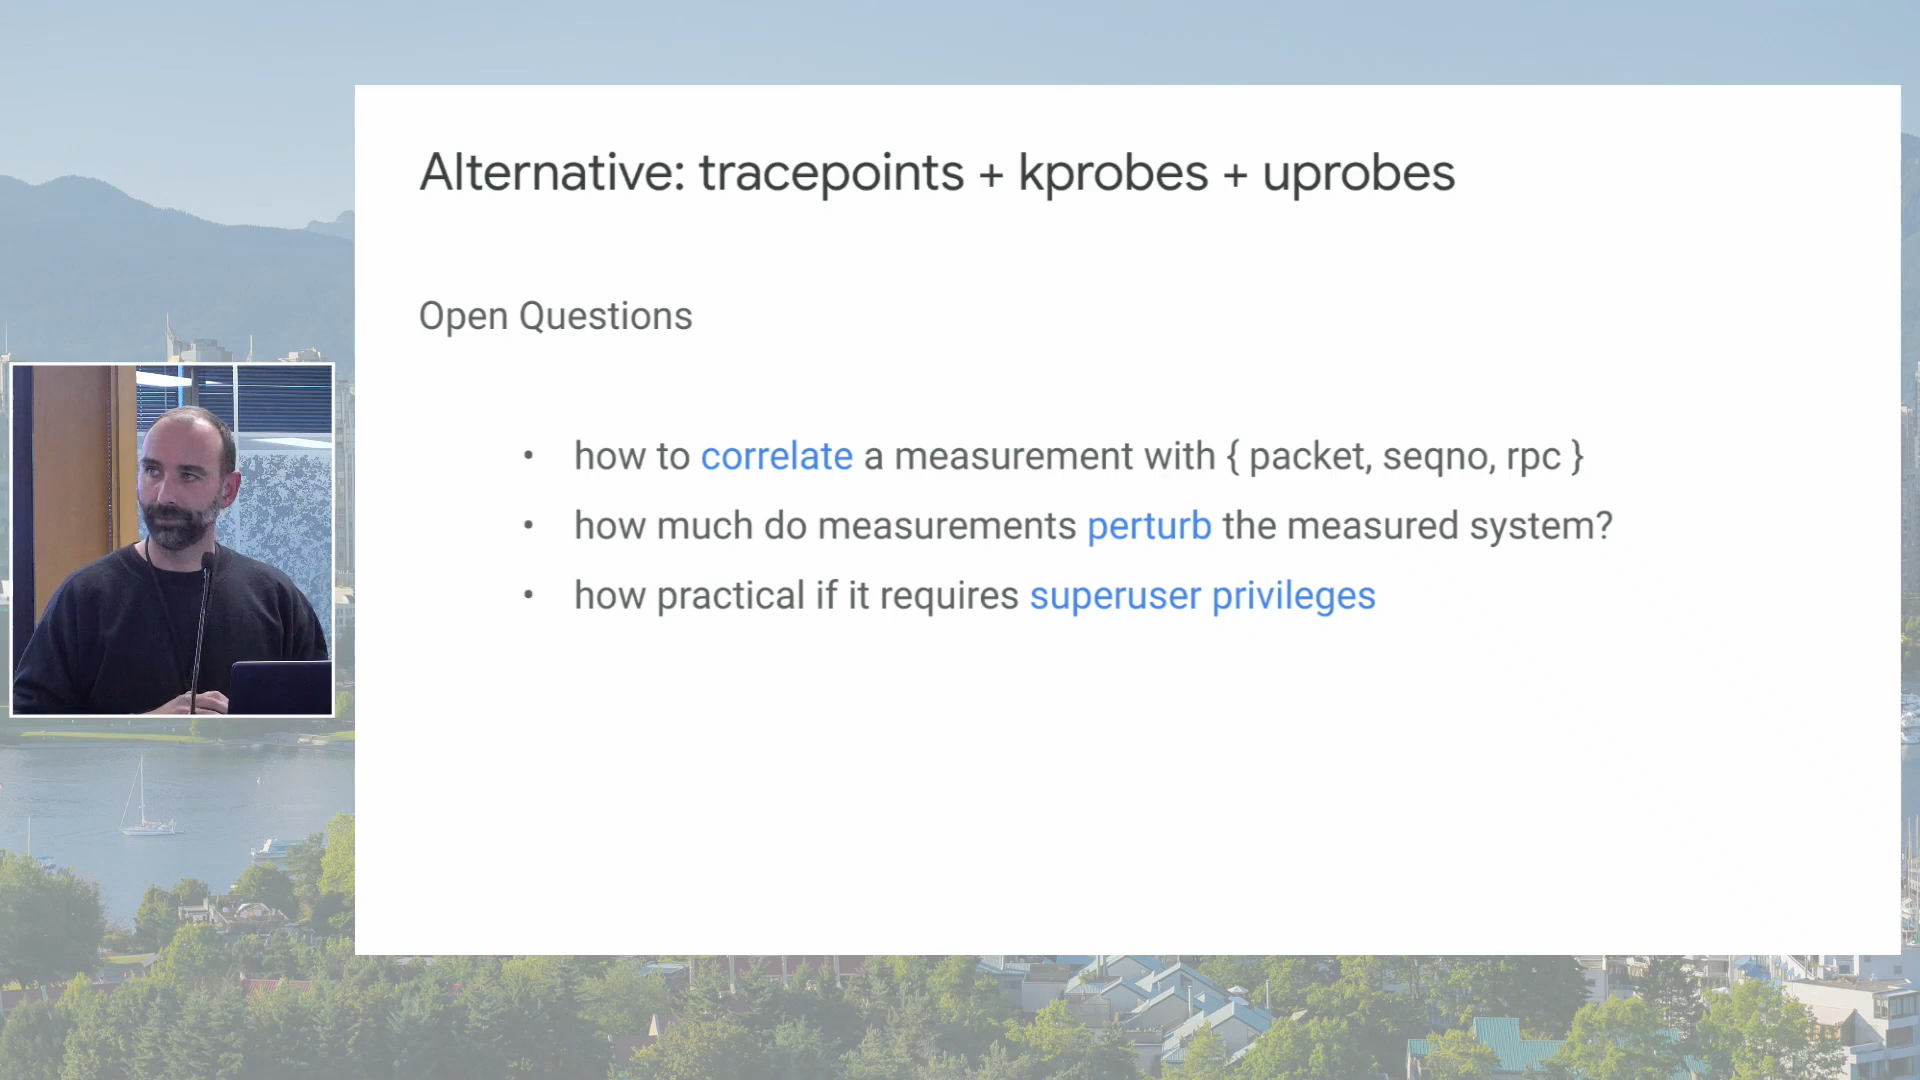 Alternative: tracepoints + kprobes + uprobes
Open Questions
• how to correlate a measurement with { packet, seqno, rpc }
• how much do measurements perturb the measured system?
• how practical if it requires superuser privileges